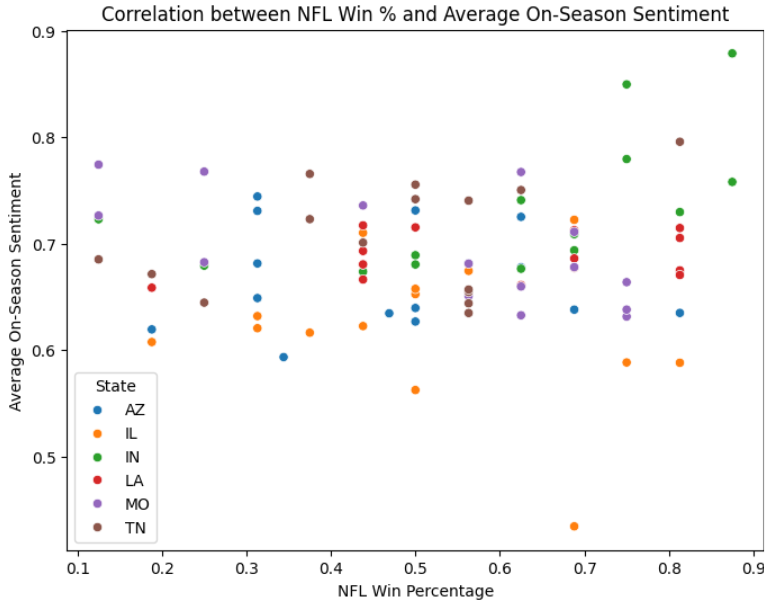 Correlation between NFL Win % and Average On-Season Sentiment
Average On-Season Sentiment
0.9
0.8
0.7
0.6
0.5
State
AZ
IL
IN
LA
MO
TN
0.1 0.2 0.3 0.4 0.5 0.6 0.7 0.8 0.9
NFL Win Percentage